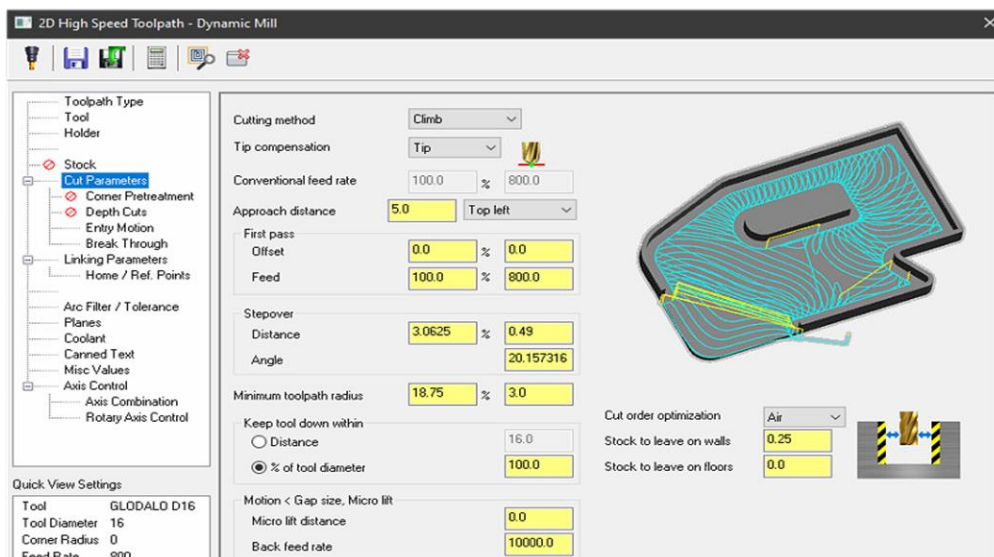 2D High Speed Toolpath - Dynamic Mill
Toolpath Type
Tool
Holder
Stock
Cut Parameters
Corner Pretreatment
Depth Cuts
Entry Motion
Break Through
Linking Parameters
Home / Ref. Points
Arc Filter / Tolerance
Planes
Coolant
Canned Text
Misc Values
Axis Control
Axis Combination
Rotary Axis Control
Quick View Settings
Tool GLODALO D16
Tool Diameter 16
Corner Radius 0
Feed Rate 800
Cutting method Climb
Tip compensation Tip
Conventional feed rate 100.0 % 800.0
Approach distance 5.0 Top left
First pass
Offset 0.0 % 0.0
Feed 100.0 % 800.0
Stepover
Distance 3.0625 % 0.49
Angle 20.157316
Minimum toolpath radius 18.75 % 3.0
Keep tool down within
Distance 16.0
% of tool diameter 100.0
Motion < Gap size, Micro lift
Micro lift distance 0.0
Back feed rate 10000.0
Cut order optimization Air
Stock to leave on walls 0.25
Stock to leave on floors 0.0